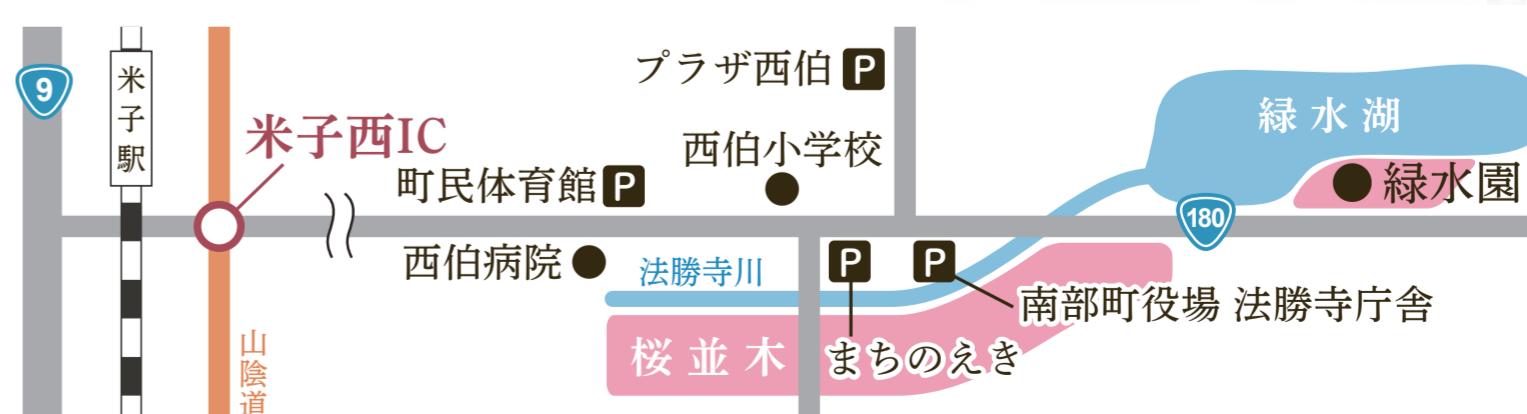 9
米子駅
米子西IC
山陰道
プラザ西伯 P
西伯小学校
町民体育館 P
西伯病院
法勝寺川
P
P
桜並木
まちのえき
南部町役場 法勝寺庁舎
180
緑水湖
緑水園